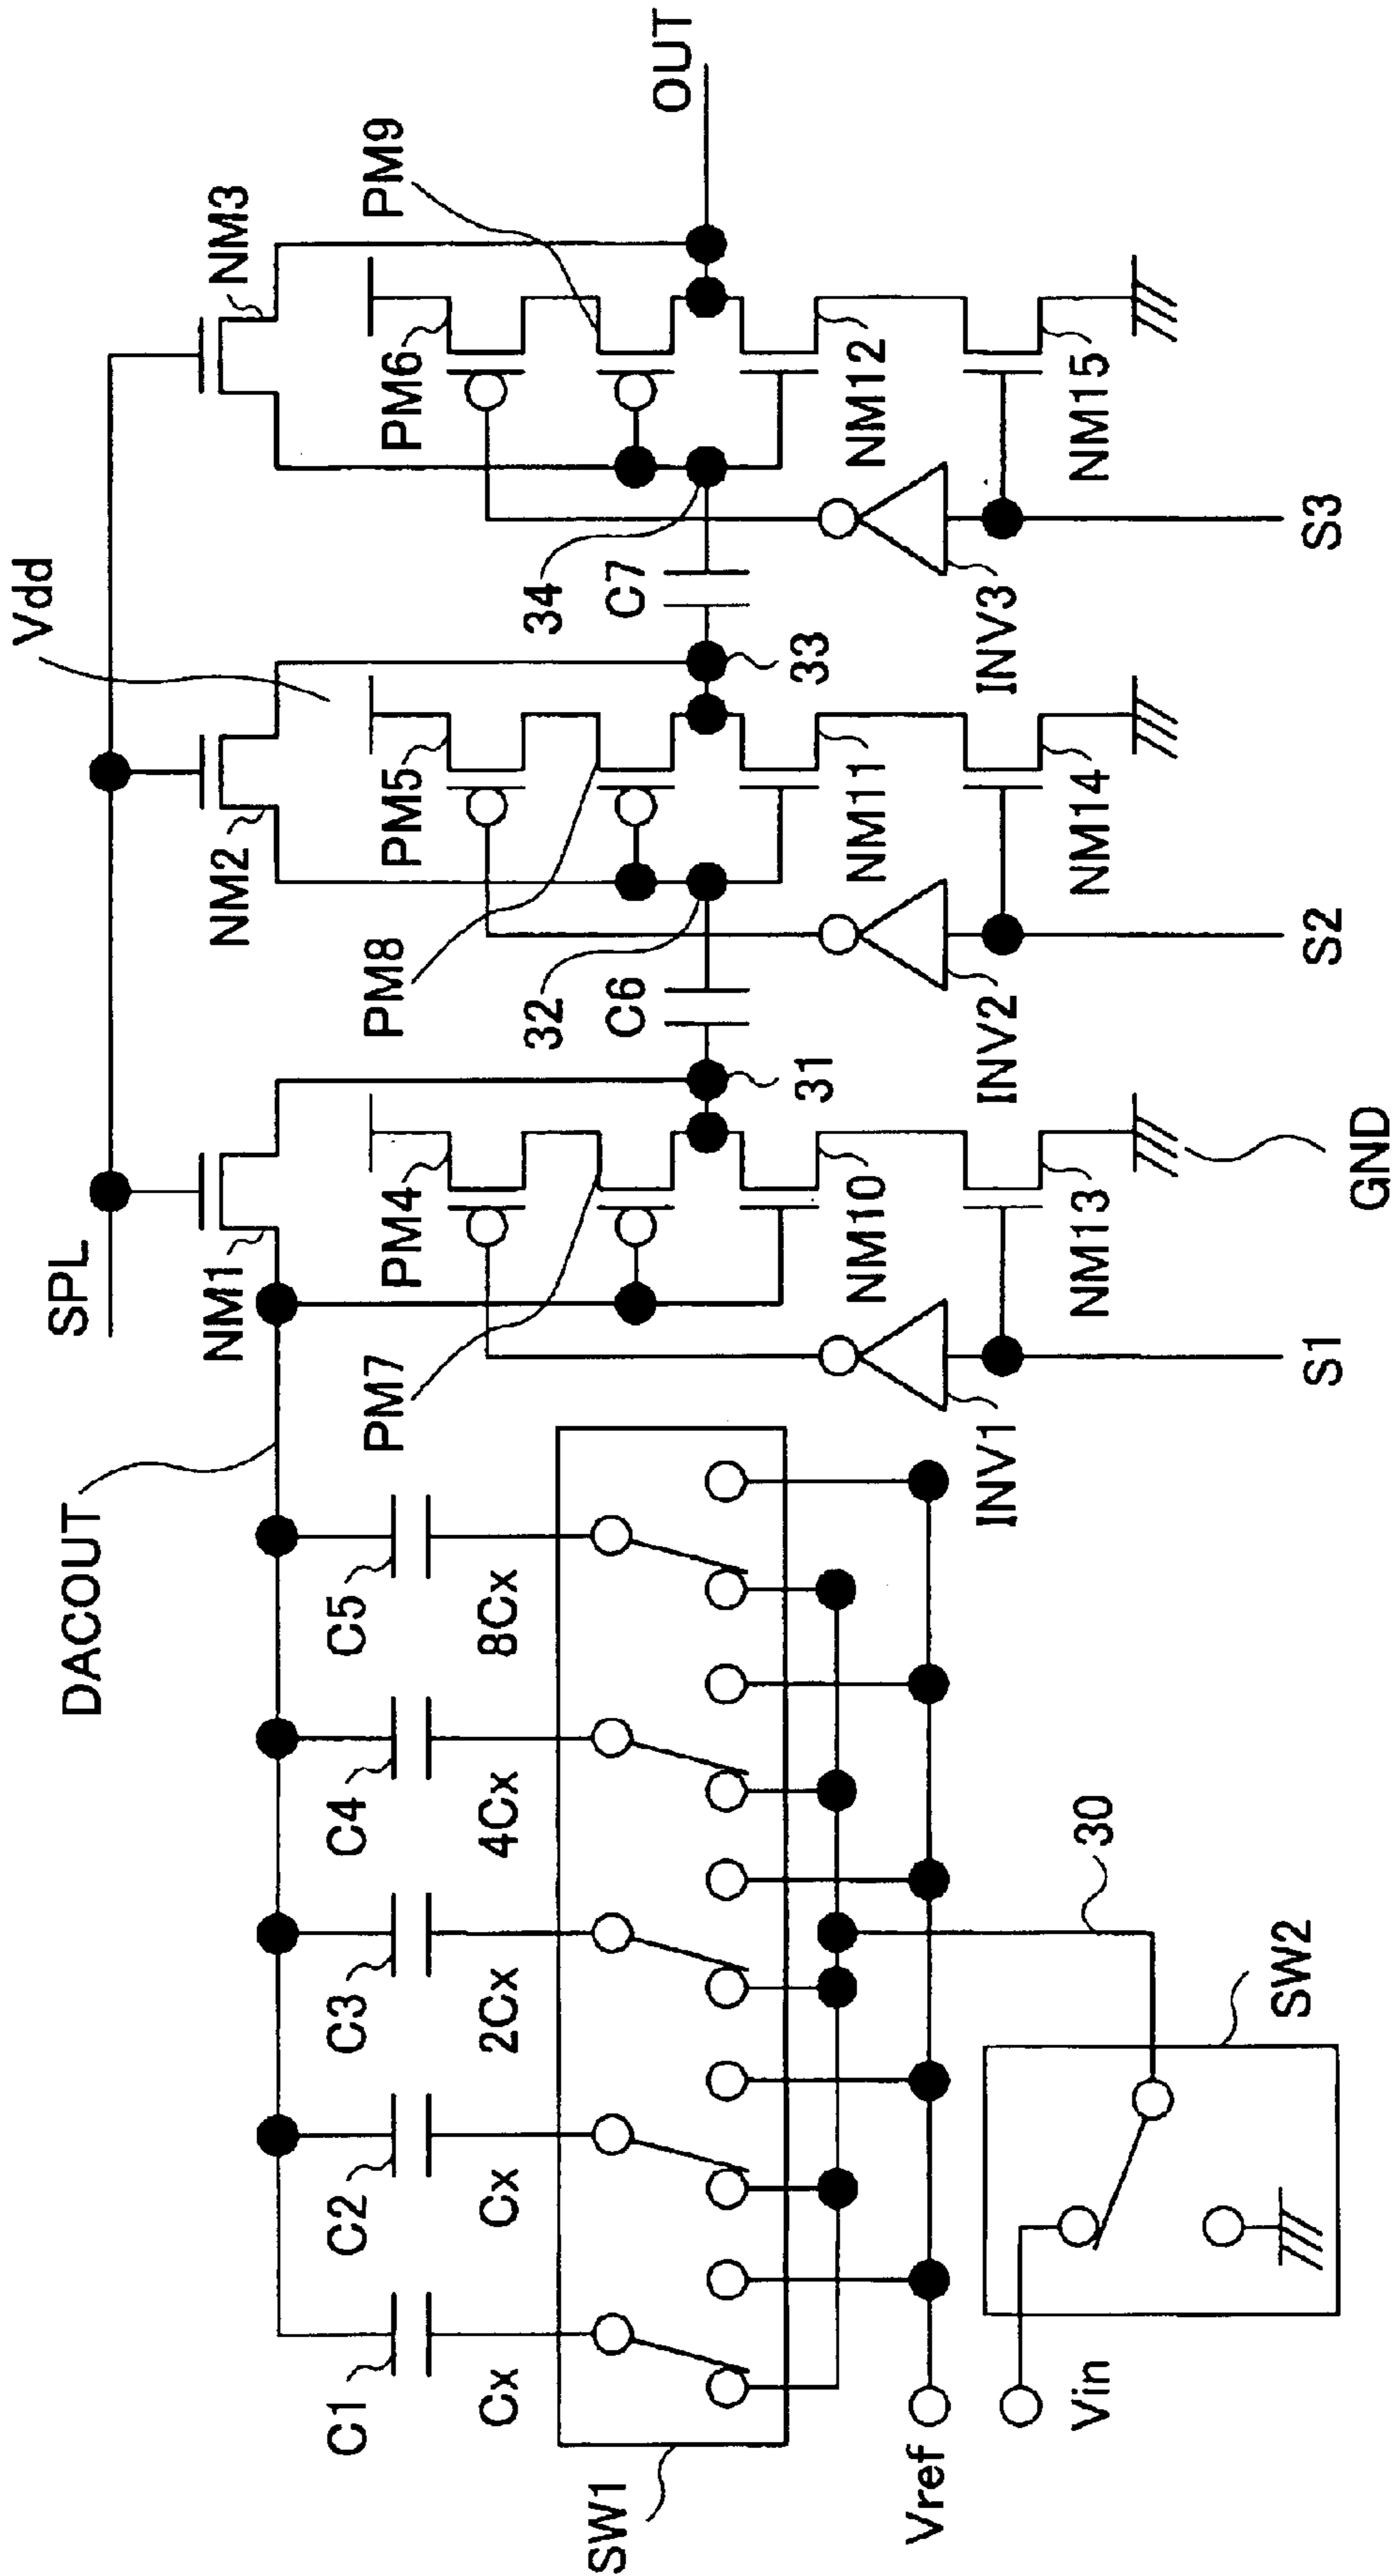 SPL
Vdd
NM1
NM2
NM3
DACOUT
PM4
PM5
PM6
PM7
PM8
PM9
OUT
C1
C2
C3
C4
C5
Cx
Cx
2Cx
4Cx
8Cx
32
C6
34
C7
31
33
NM10
NM11
NM12
SW1
INV1
INV2
INV3
NM13
NM14
NM15
Vref
Vin
30
SW2
S1
S2
S3
GND